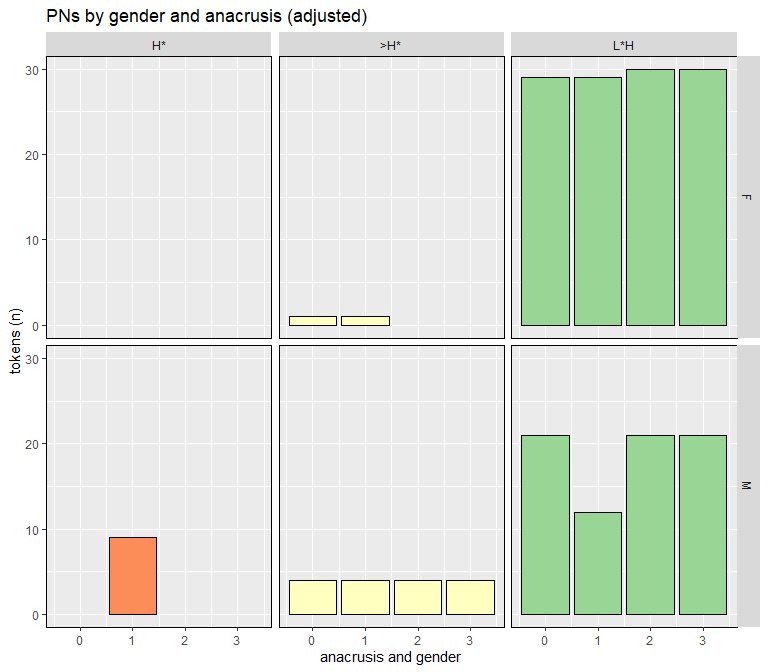 PNs by gender and anacrusis (adjusted)
H* >H* L*H
30
20
10
0
F
30
20
10
0
M
0 1 2 3 0 1 2 3 0 1 2 3
anacrusis and gender
tokens (n)